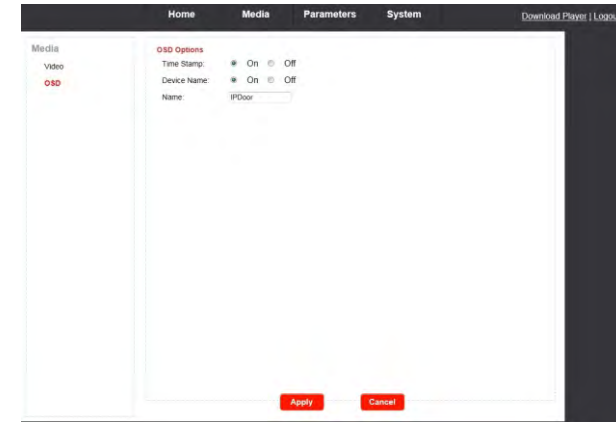 Home Media Parameters System Download Player | Logou
Media
Video
OSD
OSD Options
Time Stamp: On Off
Device Name: On Off
Name: IPDoor
Apply Cancel